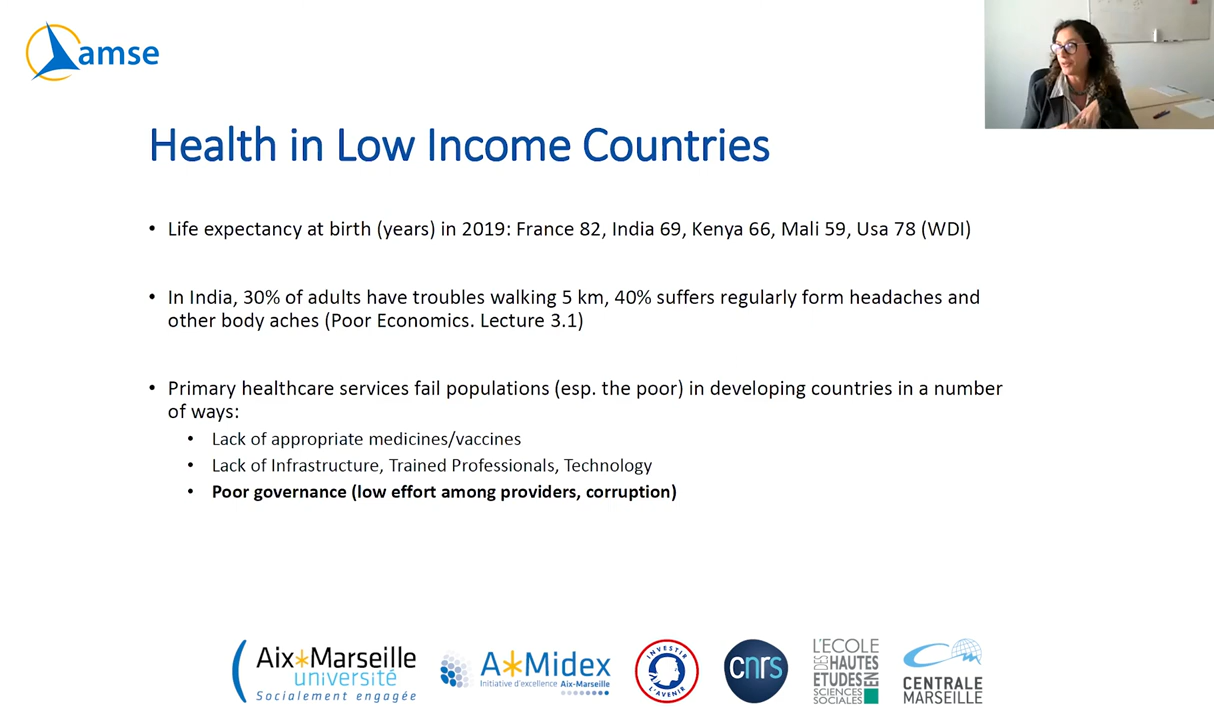 amse
Health in Low Income Countries
• Life expectancy at birth (years) in 2019: France 82, India 69, Kenya 66, Mali 59, Usa 78 (WDI)
• In India, 30% of adults have troubles walking 5 km, 40% suffers regularly form headaches and
other body aches (Poor Economics. Lecture 3.1)
• Primary healthcare services fail populations (esp. the poor) in developing countries in a number
of ways:
• Lack of appropriate medicines/vaccines
• Lack of Infrastructure, Trained Professionals, Technology
• Poor governance (low effort among providers, corruption)
Aix*Marseille
université
Socialement engagée
A*Midex
Initiative d'excellence Aix-Marseille
INVESTIR
L'AVENIR
cnrs
L'ECOLE
DES HAUTES
ETUDES EN
SCIENCES
SOCIALES
CENTRALE
MARSEILLE